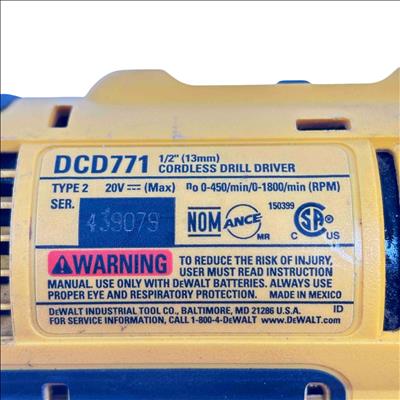 DCD771 1/2" (13mm) CORDLESS DRILL DRIVER
TYPE 2 20V⎓(Max) no 0-450/min/0-1800/min (RPM)
SER. 439079 NOM ANCE MR 150399 C SA ® C US
⚠WARNING TO REDUCE THE RISK OF INJURY,
USER MUST READ INSTRUCTION
MANUAL. USE ONLY WITH DEWALT BATTERIES. ALWAYS USE
PROPER EYE AND RESPIRATORY PROTECTION. MADE IN MEXICO
DEWALT INDUSTRIAL TOOL CO., BALTIMORE, MD 21286 U.S.A. ID
FOR SERVICE INFORMATION, CALL 1-800-4-DEWALT www.DEWALT.com